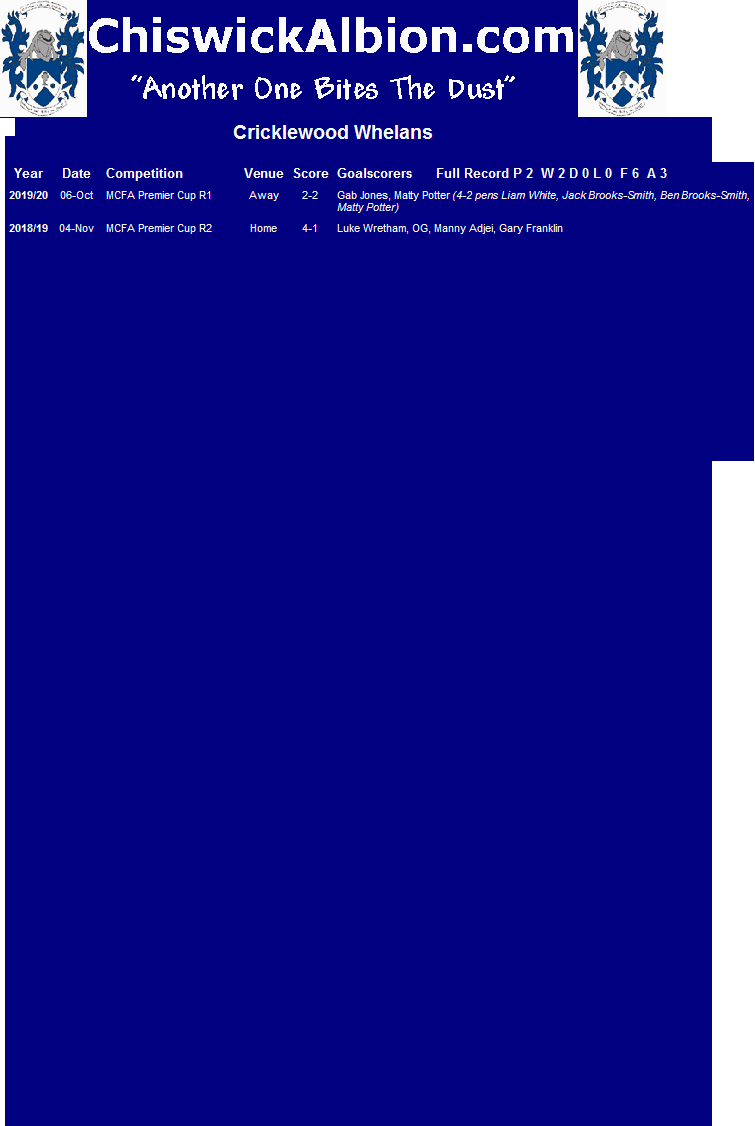 ChiswickAlbion.com
"Another One Bites The Dust"
Cricklewood Whelans
Year Date Competition Venue Score Goalscorers Full Record P 2 W 2 D 0 L 0 F 6 A 3
2019/20 06-Oct MCFA Premier Cup R1 Away 2-2 Gab Jones, Matty Potter (4-2 pens Liam White, Jack Brooks-Smith, Ben Brooks-Smith,
Matty Potter)
2018/19 04-Nov MCFA Premier Cup R2 Home 4-1 Luke Wretham, OG, Manny Adjei, Gary Franklin